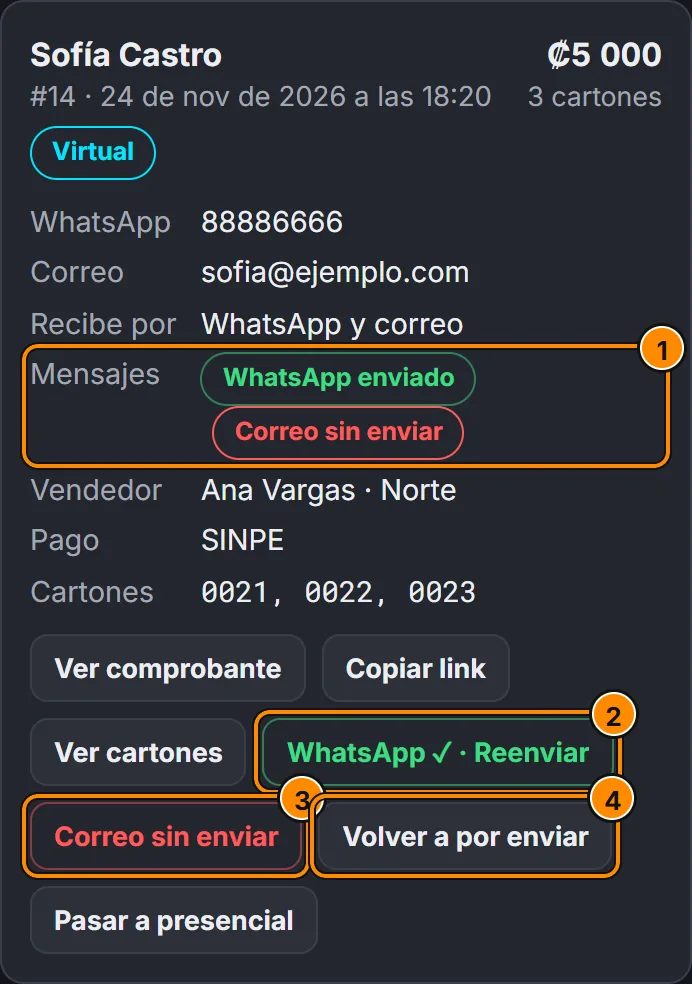 Sofía Castro ₡5 000
#14 · 24 de nov de 2026 a las 18:20 3 cartones
Virtual
WhatsApp 88886666
Correo sofia@ejemplo.com
Recibe por WhatsApp y correo
1
Mensajes WhatsApp enviado
Correo sin enviar
Vendedor Ana Vargas · Norte
Pago SINPE
Cartones 0021, 0022, 0023
Ver comprobante Copiar link
2
Ver cartones WhatsApp ✓ · Reenviar
3 4
Correo sin enviar Volver a por enviar
Pasar a presencial